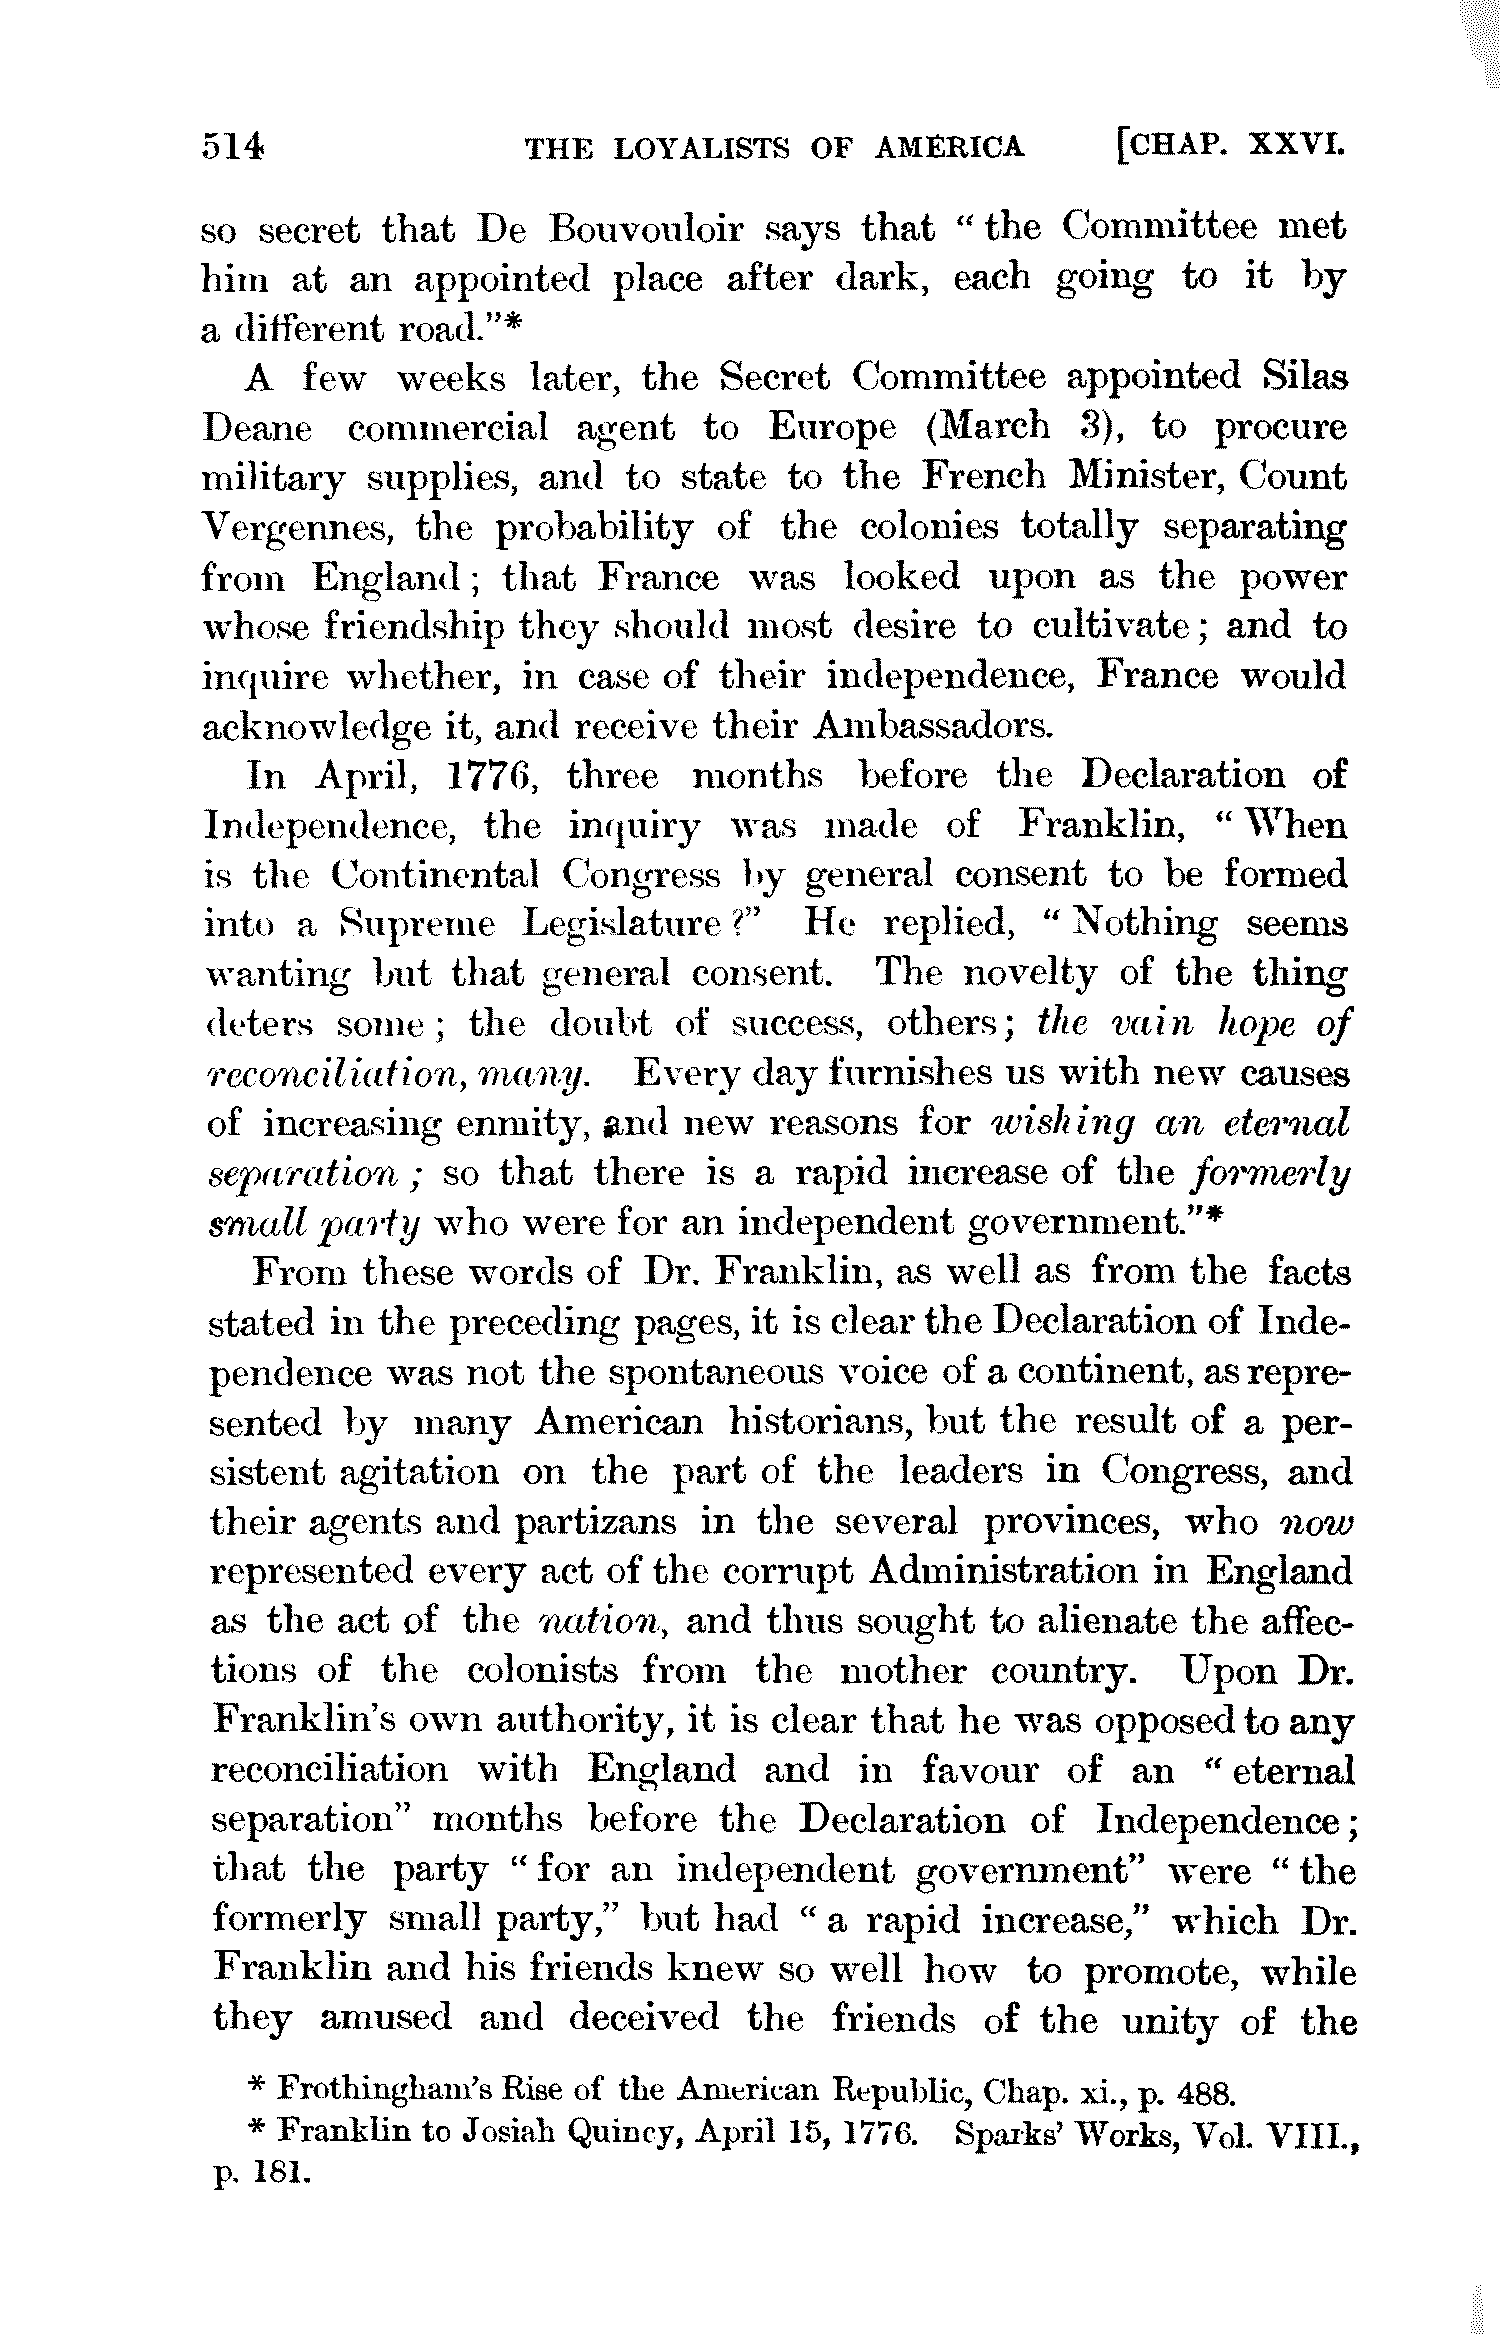 514 THE LOYALISTS OF AMERICA [CHAP. XXVI.
so secret that De Bouvouloir says that "the Committee met
him at an appointed place after dark, each going to it by
a different road."*
A few weeks later, the Secret Committee appointed Silas
Deane commercial agent to Europe (March 3), to procure
military supplies, and to state to the French Minister, Count
Vergennes, the probability of the colonies totally separating
from England; that France was looked upon as the power
whose friendship they should most desire to cultivate; and to
inquire whether, in case of their independence, France would
acknowledge it, and receive their Ambassadors.
In April, 1776, three months before the Declaration of
Independence, the inquiry was made of Franklin, "When
is the Continental Congress by general consent to be formed
into a Supreme Legislature?" He replied, "Nothing seems
wanting but that general consent. The novelty of the thing
deters some; the doubt of success, others; the vain hope of
reconciliation, many. Every day furnishes us with new causes
of increasing enmity, and new reasons for wishing an eternal
separation; so that there is a rapid increase of the formerly
small party who were for an independent government."*
From these words of Dr. Franklin, as well as from the facts
stated in the preceding pages, it is clear the Declaration of Inde-
pendence was not the spontaneous voice of a continent, as repre-
sented by many American historians, but the result of a per-
sistent agitation on the part of the leaders in Congress, and
their agents and partizans in the several provinces, who now
represented every act of the corrupt Administration in England
as the act of the nation, and thus sought to alienate the affec-
tions of the colonists from the mother country. Upon Dr.
Franklin's own authority, it is clear that he was opposed to any
reconciliation with England and in favour of an "eternal
separation" months before the Declaration of Independence;
that the party "for an independent government" were "the
formerly small party," but had "a rapid increase," which Dr.
Franklin and his friends knew so well how to promote, while
they amused and deceived the friends of the unity of the
* Frothingham's Rise of the American Republic, Chap. xi., p. 488.
* Franklin to Josiah Quincy, April 15, 1776. Sparks' Works, Vol. VIII.,
p. 181.